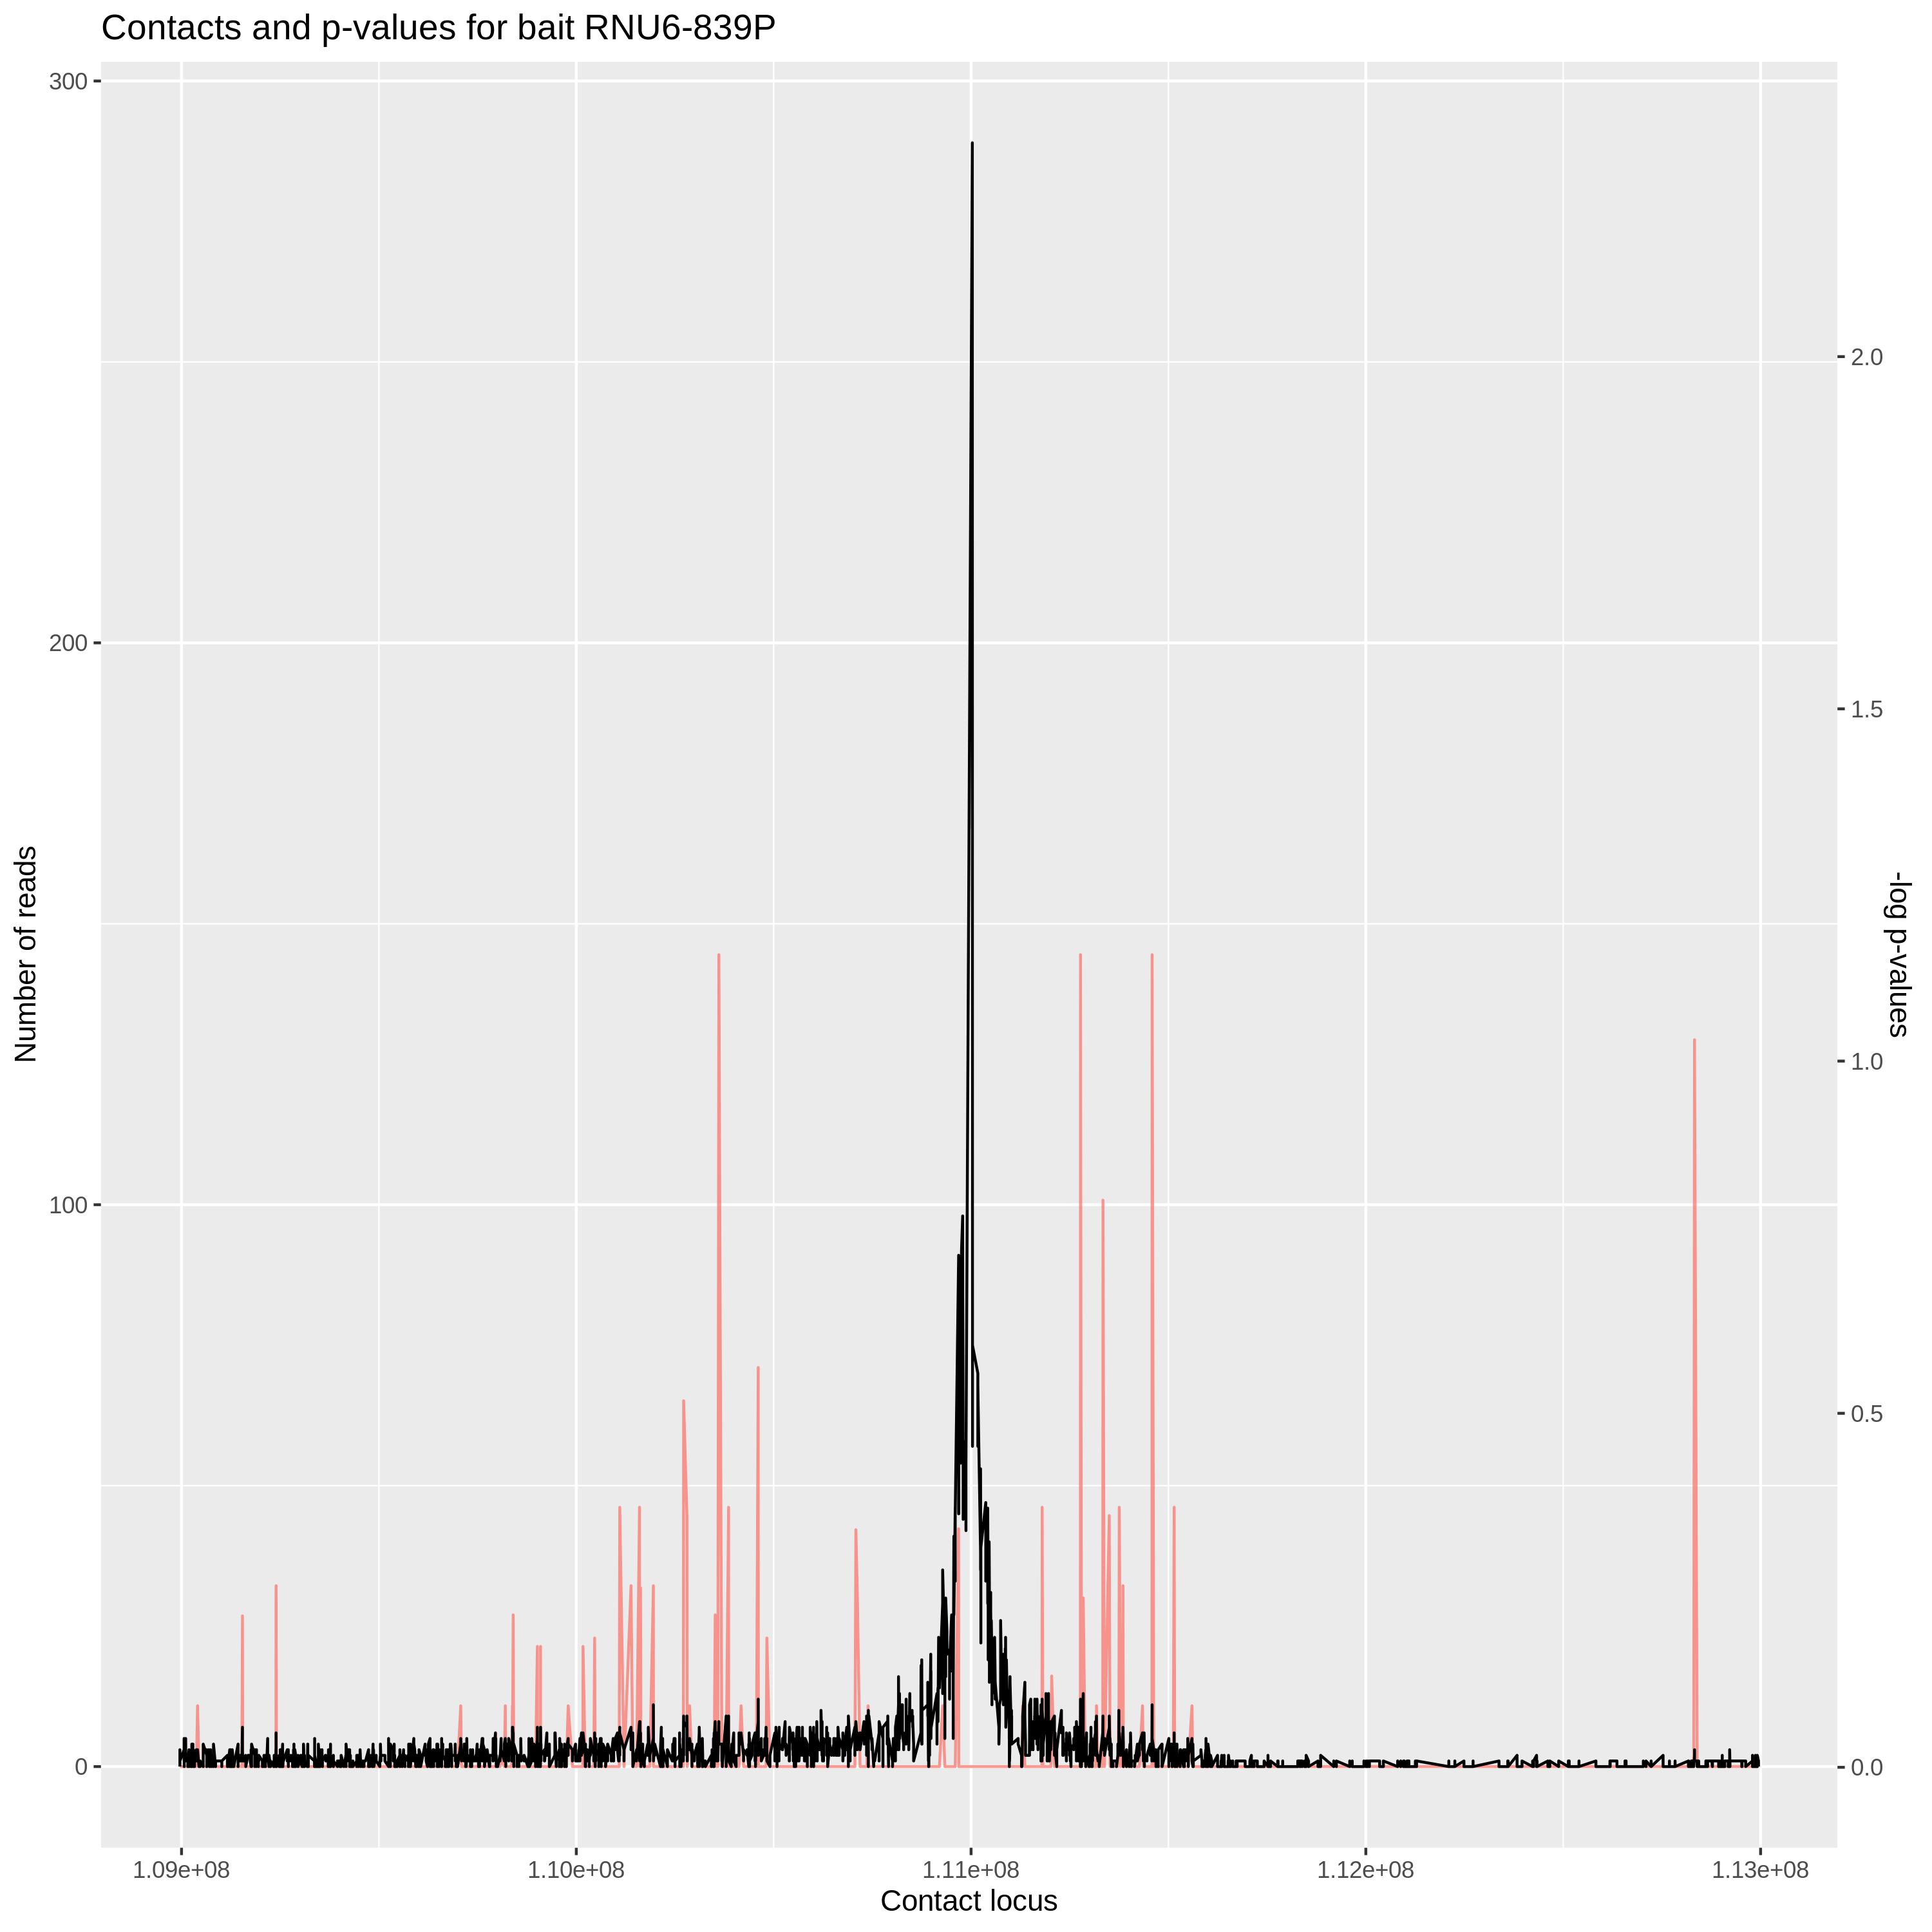 Contacts and p-values for bait RNU6-839P
300
200
100
0
2.0
1.5
1.0
0.5
0.0
Number of reads
-log p-values
1.09e+08
1.10e+08
1.11e+08
1.12e+08
1.13e+08
Contact locus